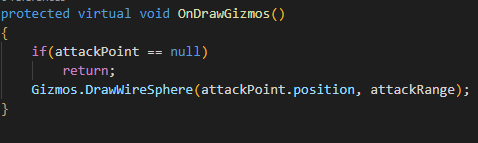 protected virtual void OnDrawGizmos()
{
    if(attackPoint == null)
        return;
    Gizmos.DrawWireSphere(attackPoint.position, attackRange);
}